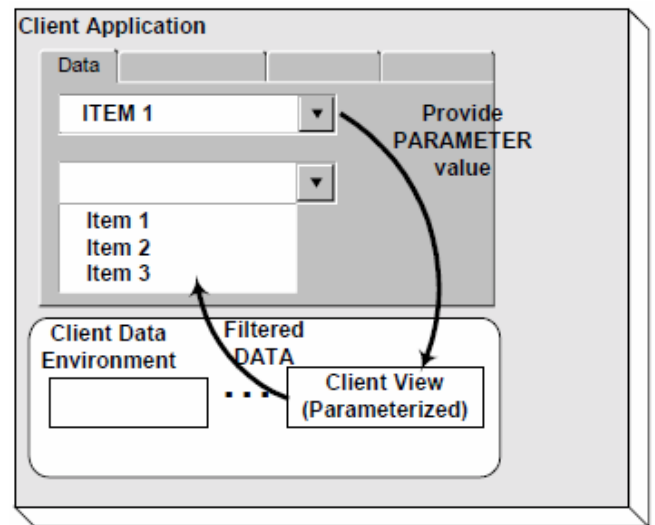 Client Application
Data
ITEM 1
Provide
PARAMETER
value
Item 1
Item 2
Item 3
Client Data
Environment
Filtered
DATA
...
Client View
(Parameterized)